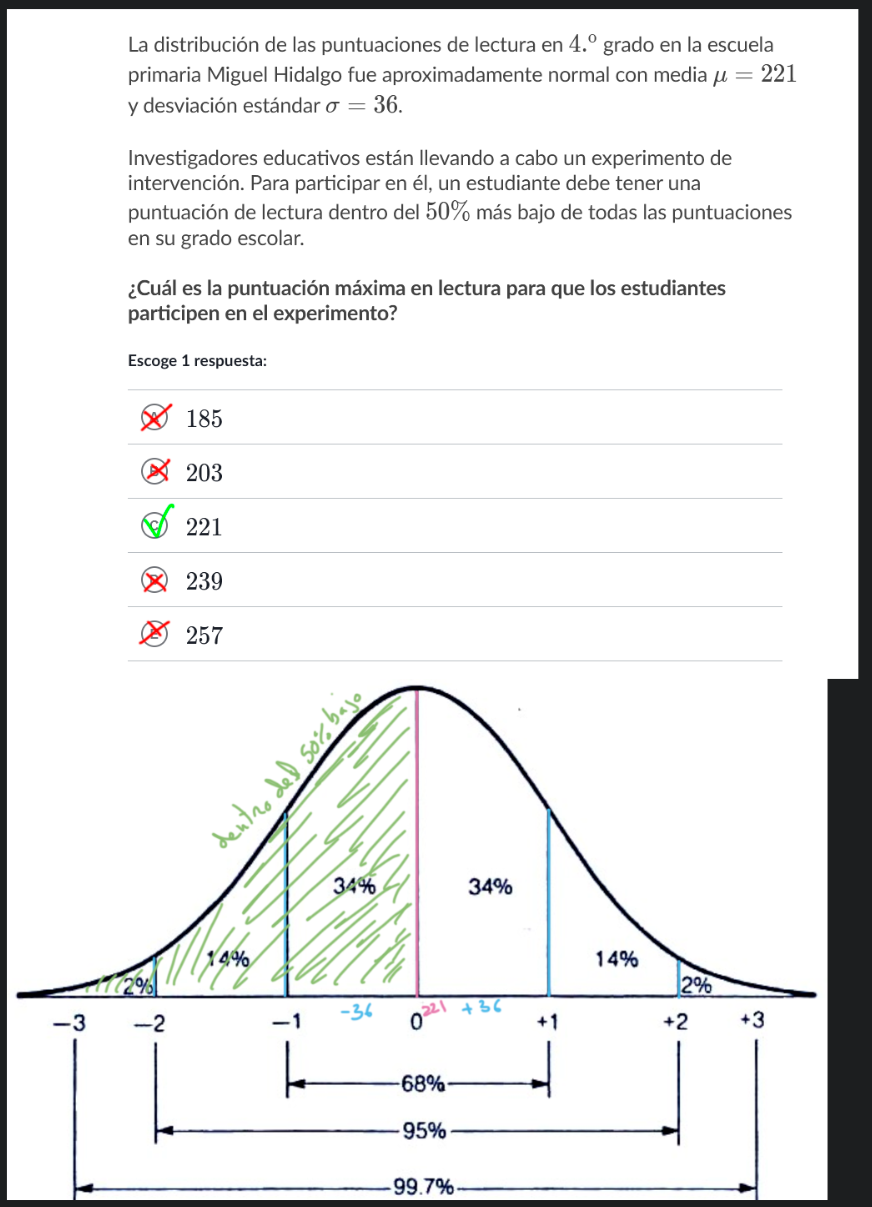 La distribución de las puntuaciones de lectura en 4.º grado en la escuela
primaria Miguel Hidalgo fue aproximadamente normal con media μ = 221
y desviación estándar σ = 36.
Investigadores educativos están llevando a cabo un experimento de
intervención. Para participar en él, un estudiante debe tener una
puntuación de lectura dentro del 50% más bajo de todas las puntuaciones
en su grado escolar.
¿Cuál es la puntuación máxima en lectura para que los estudiantes
participen en el experimento?
Escoge 1 respuesta:
A 185
B 203
C 221
D 239
E 257
dentro del 50% bajo
34% 34%
14% 14%
2% 2%
-36 221 +36
−3 −2 −1 0 +1 +2 +3
68%
95%
99.7%